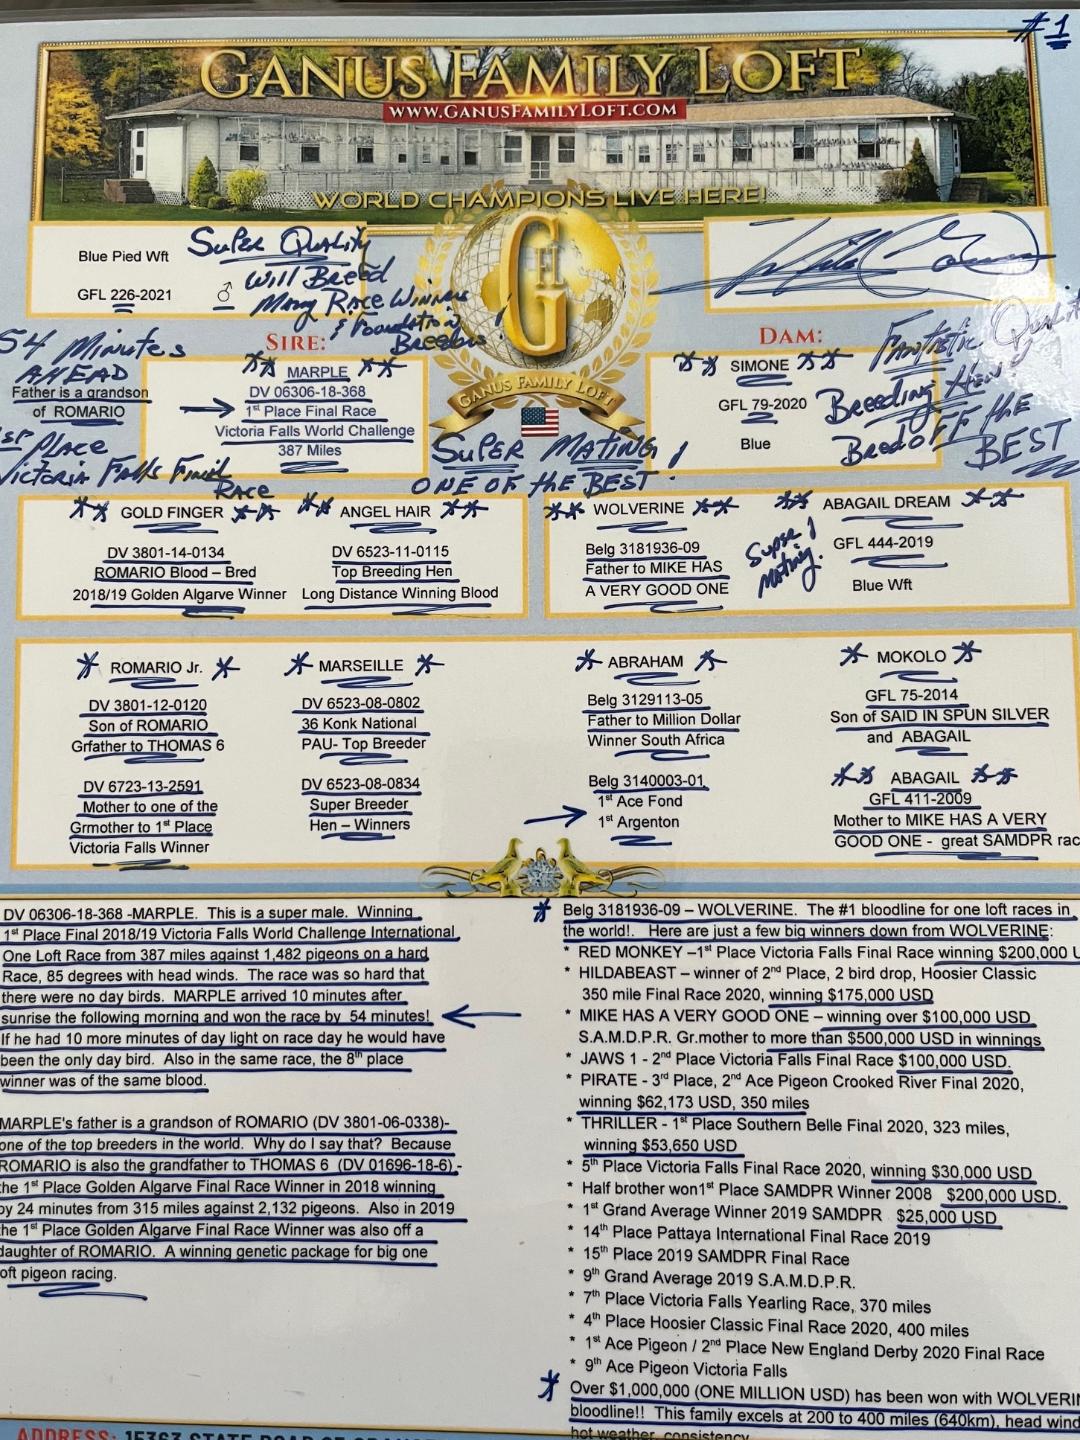 #1
GANUS FAMILY LOFT
WWW.GANUSFAMILYLOFT.COM
WORLD CHAMPIONS LIVE HERE!
Blue Pied Wft
GFL 226-2021 ♂
Super Quality
Will Breed
Many Race Winners
& Foundation
Breeders!
GANUS FAMILY LOFT
54 Minutes
AHEAD
Father is a grandson
of ROMARIO
1ST Place
Victoria Falls Final
Race
SIRE:
** MARPLE **
DV 06306-18-368
1st Place Final Race
Victoria Falls World Challenge
387 Miles
SUPER MATING!
ONE OF the BEST!
DAM:
** SIMONE **
GFL 79-2020
Blue
Fantastic Quality
Breeding Hen
Bred OFF the
BEST
** GOLD FINGER **
DV 3801-14-0134
ROMARIO Blood – Bred
2018/19 Golden Algarve Winner
** ANGEL HAIR **
DV 6523-11-0115
Top Breeding Hen
Long Distance Winning Blood
** WOLVERINE **
Belg 3181936-09
Father to MIKE HAS
A VERY GOOD ONE
Super!
Mating.
** ABAGAIL DREAM **
GFL 444-2019
Blue Wft
* ROMARIO Jr. *
DV 3801-12-0120
Son of ROMARIO
Grfather to THOMAS 6
DV 6723-13-2591
Mother to one of the
Grmother to 1st Place
Victoria Falls Winner
* MARSEILLE *
DV 6523-08-0802
36 Konk National
PAU- Top Breeder
DV 6523-08-0834
Super Breeder
Hen – Winners
* ABRAHAM *
Belg 3129113-05
Father to Million Dollar
Winner South Africa
Belg 3140003-01
1st Ace Fond
1st Argenton
* MOKOLO *
GFL 75-2014
Son of SAID IN SPUN SILVER
and ABAGAIL
** ABAGAIL **
GFL 411-2009
Mother to MIKE HAS A VERY
GOOD ONE - great SAMDPR rac
DV 06306-18-368 -MARPLE. This is a super male. Winning
1st Place Final 2018/19 Victoria Falls World Challenge International
One Loft Race from 387 miles against 1,482 pigeons on a hard
Race, 85 degrees with head winds. The race was so hard that
there were no day birds. MARPLE arrived 10 minutes after
sunrise the following morning and won the race by 54 minutes!
If he had 10 more minutes of day light on race day he would have
been the only day bird. Also in the same race, the 8th place
winner was of the same blood.
MARPLE's father is a grandson of ROMARIO (DV 3801-06-0338)-
one of the top breeders in the world. Why do I say that? Because
ROMARIO is also the grandfather to THOMAS 6 (DV 01696-18-6) -
the 1st Place Golden Algarve Final Race Winner in 2018 winning
by 24 minutes from 315 miles against 2,132 pigeons. Also in 2019
the 1st Place Golden Algarve Final Race Winner was also off a
daughter of ROMARIO. A winning genetic package for big one
oft pigeon racing.
* Belg 3181936-09 – WOLVERINE. The #1 bloodline for one loft races in
the world!. Here are just a few big winners down from WOLVERINE:
* RED MONKEY –1st Place Victoria Falls Final Race winning $200,000 U
* HILDABEAST – winner of 2nd Place, 2 bird drop, Hoosier Classic
350 mile Final Race 2020, winning $175,000 USD
* MIKE HAS A VERY GOOD ONE – winning over $100,000 USD
S.A.M.D.P.R. Gr.mother to more than $500,000 USD in winnings
* JAWS 1 - 2nd Place Victoria Falls Final Race $100,000 USD.
* PIRATE - 3rd Place, 2nd Ace Pigeon Crooked River Final 2020,
winning $62,173 USD, 350 miles
* THRILLER - 1st Place Southern Belle Final 2020, 323 miles,
winning $53,650 USD
* 5th Place Victoria Falls Final Race 2020, winning $30,000 USD
* Half brother won1st Place SAMDPR Winner 2008 $200,000 USD.
* 1st Grand Average Winner 2019 SAMDPR $25,000 USD
* 14th Place Pattaya International Final Race 2019
* 15th Place 2019 SAMDPR Final Race
* 9th Grand Average 2019 S.A.M.D.P.R.
* 7th Place Victoria Falls Yearling Race, 370 miles
* 4th Place Hoosier Classic Final Race 2020, 400 miles
* 1st Ace Pigeon / 2nd Place New England Derby 2020 Final Race
* 9th Ace Pigeon Victoria Falls
* Over $1,000,000 (ONE MILLION USD) has been won with WOLVERIN
bloodline!! This family excels at 200 to 400 miles (640km), head wind
hot weather, consistency
ADDRESS: 15363 STATE ROAD